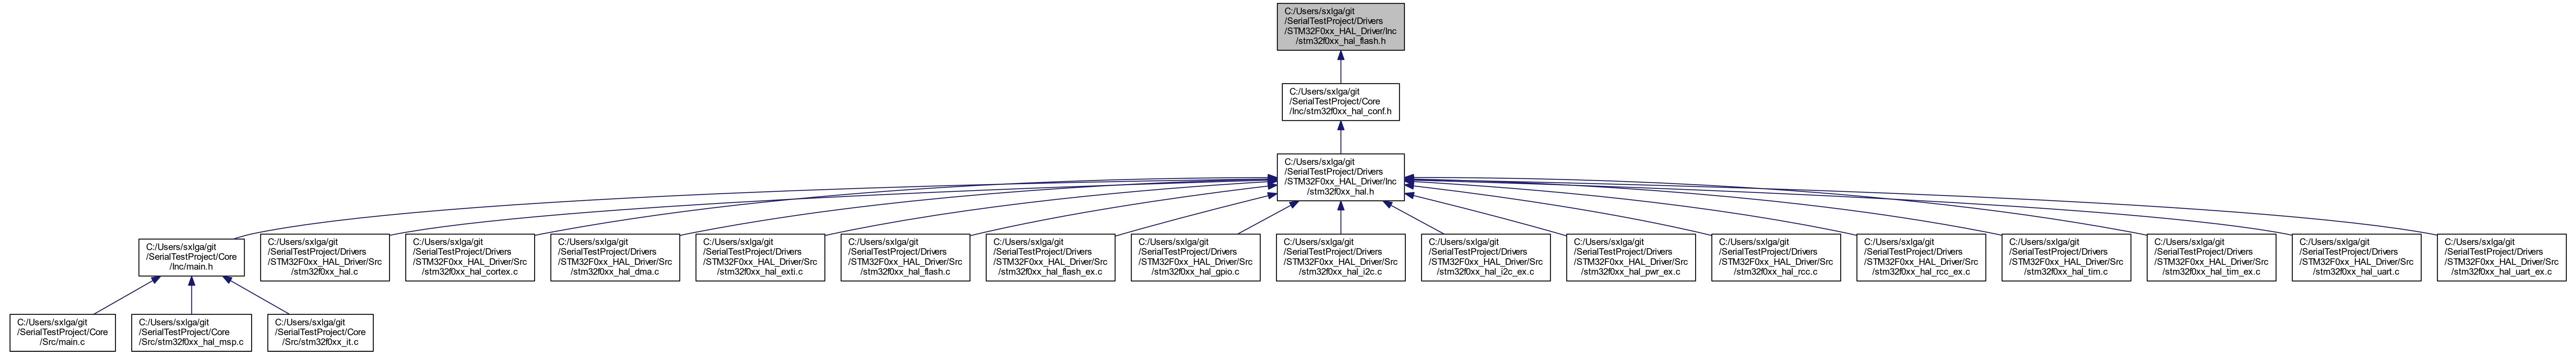 C:/Users/sxlga/git
/SerialTestProject/Drivers
/STM32F0xx_HAL_Driver/Inc
/stm32f0xx_hal_flash.h
C:/Users/sxlga/git
/SerialTestProject/Core
/Inc/stm32f0xx_hal_conf.h
C:/Users/sxlga/git
/SerialTestProject/Drivers
/STM32F0xx_HAL_Driver/Inc
/stm32f0xx_hal.h
C:/Users/sxlga/git
/SerialTestProject/Core
/Inc/main.h
C:/Users/sxlga/git
/SerialTestProject/Drivers
/STM32F0xx_HAL_Driver/Src
/stm32f0xx_hal.c
C:/Users/sxlga/git
/SerialTestProject/Drivers
/STM32F0xx_HAL_Driver/Src
/stm32f0xx_hal_cortex.c
C:/Users/sxlga/git
/SerialTestProject/Drivers
/STM32F0xx_HAL_Driver/Src
/stm32f0xx_hal_dma.c
C:/Users/sxlga/git
/SerialTestProject/Drivers
/STM32F0xx_HAL_Driver/Src
/stm32f0xx_hal_exti.c
C:/Users/sxlga/git
/SerialTestProject/Drivers
/STM32F0xx_HAL_Driver/Src
/stm32f0xx_hal_flash.c
C:/Users/sxlga/git
/SerialTestProject/Drivers
/STM32F0xx_HAL_Driver/Src
/stm32f0xx_hal_flash_ex.c
C:/Users/sxlga/git
/SerialTestProject/Drivers
/STM32F0xx_HAL_Driver/Src
/stm32f0xx_hal_gpio.c
C:/Users/sxlga/git
/SerialTestProject/Drivers
/STM32F0xx_HAL_Driver/Src
/stm32f0xx_hal_i2c.c
C:/Users/sxlga/git
/SerialTestProject/Drivers
/STM32F0xx_HAL_Driver/Src
/stm32f0xx_hal_i2c_ex.c
C:/Users/sxlga/git
/SerialTestProject/Drivers
/STM32F0xx_HAL_Driver/Src
/stm32f0xx_hal_pwr_ex.c
C:/Users/sxlga/git
/SerialTestProject/Drivers
/STM32F0xx_HAL_Driver/Src
/stm32f0xx_hal_rcc.c
C:/Users/sxlga/git
/SerialTestProject/Drivers
/STM32F0xx_HAL_Driver/Src
/stm32f0xx_hal_rcc_ex.c
C:/Users/sxlga/git
/SerialTestProject/Drivers
/STM32F0xx_HAL_Driver/Src
/stm32f0xx_hal_tim.c
C:/Users/sxlga/git
/SerialTestProject/Drivers
/STM32F0xx_HAL_Driver/Src
/stm32f0xx_hal_tim_ex.c
C:/Users/sxlga/git
/SerialTestProject/Drivers
/STM32F0xx_HAL_Driver/Src
/stm32f0xx_hal_uart.c
C:/Users/sxlga/git
/SerialTestProject/Drivers
/STM32F0xx_HAL_Driver/Src
/stm32f0xx_hal_uart_ex.c
C:/Users/sxlga/git
/SerialTestProject/Core
/Src/main.c
C:/Users/sxlga/git
/SerialTestProject/Core
/Src/stm32f0xx_hal_msp.c
C:/Users/sxlga/git
/SerialTestProject/Core
/Src/stm32f0xx_it.c